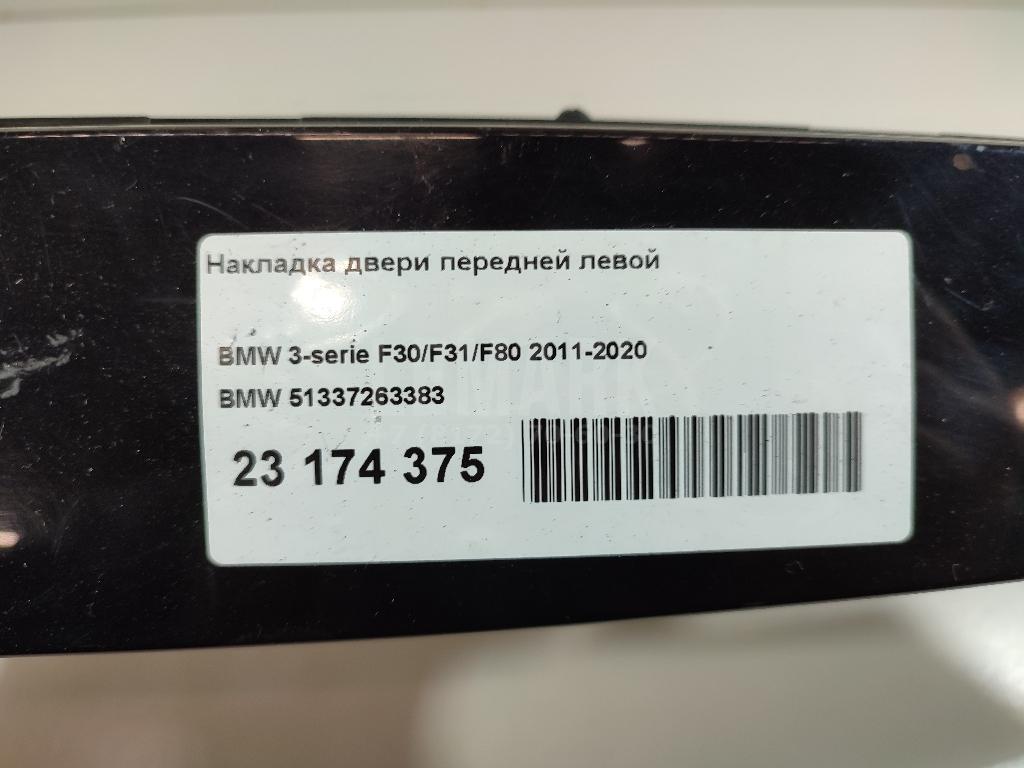 Накладка двери передней левой
BMW 3-serie F30/F31/F80 2011-2020
BMW 51337263383
23 174 375